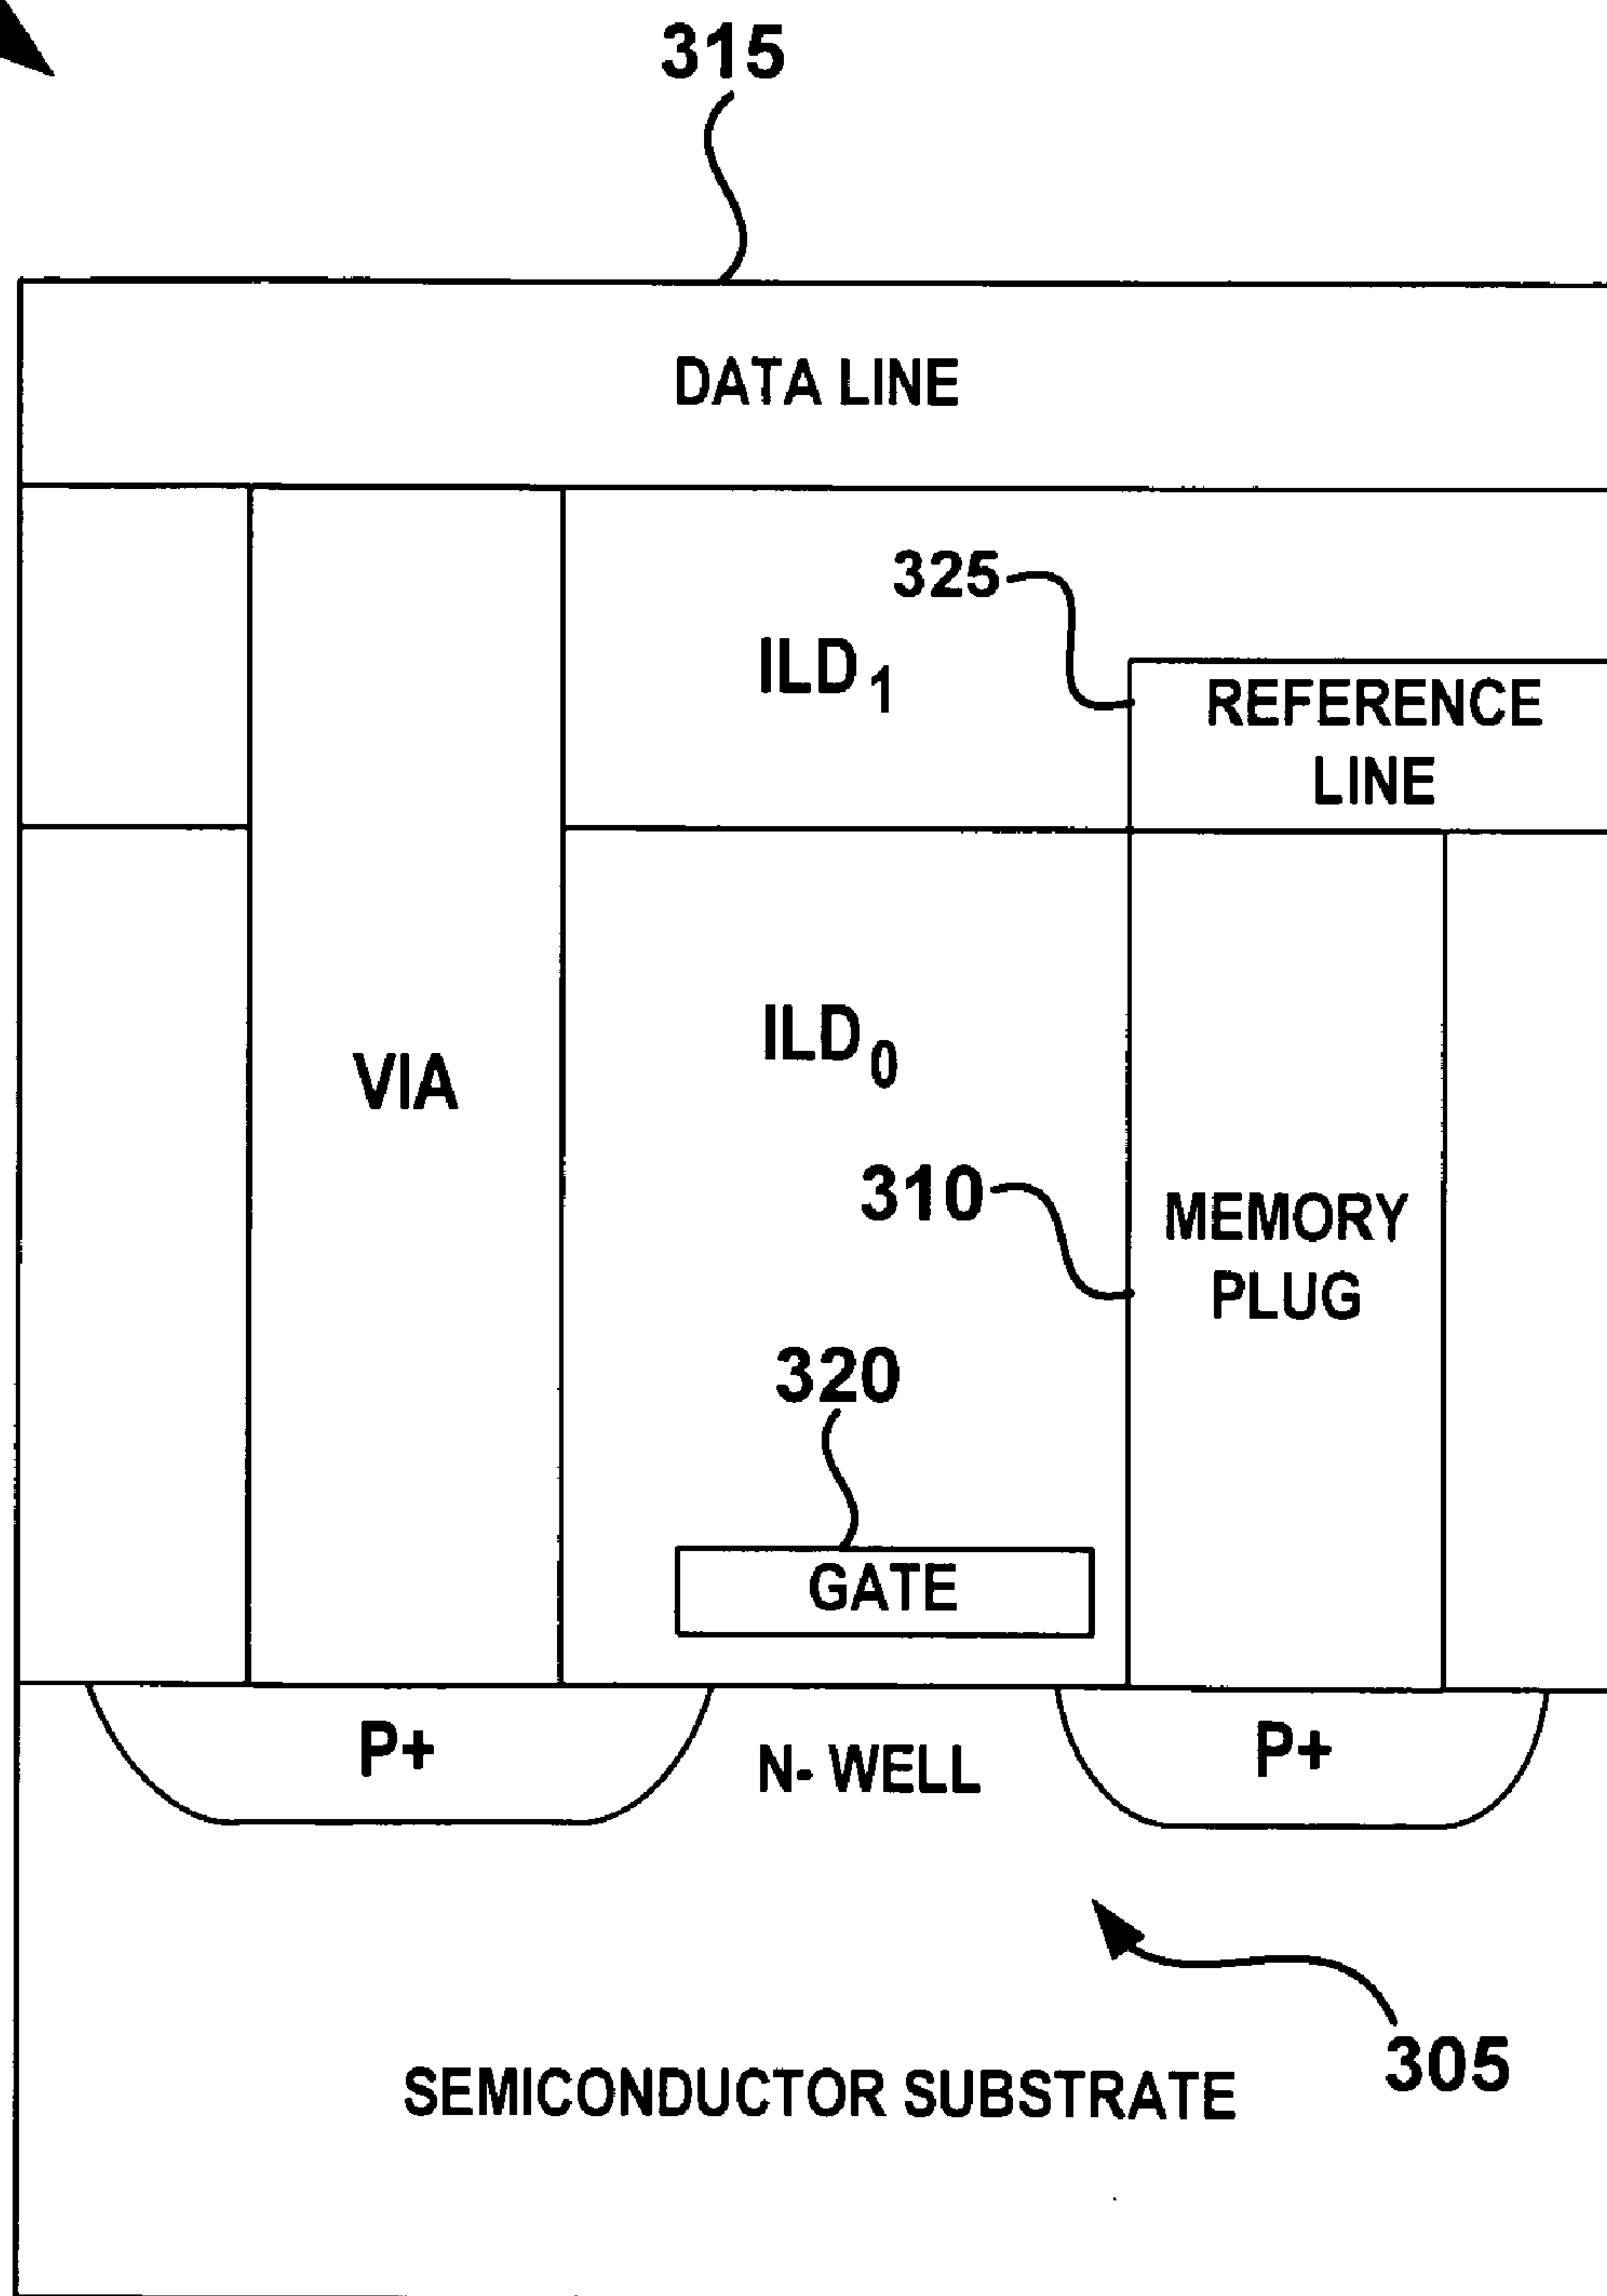 315
DATA LINE
325
ILD1
REFERENCE
LINE
ILD0
VIA
310
MEMORY
PLUG
320
GATE
P+
N- WELL
P+
305
SEMICONDUCTOR SUBSTRATE